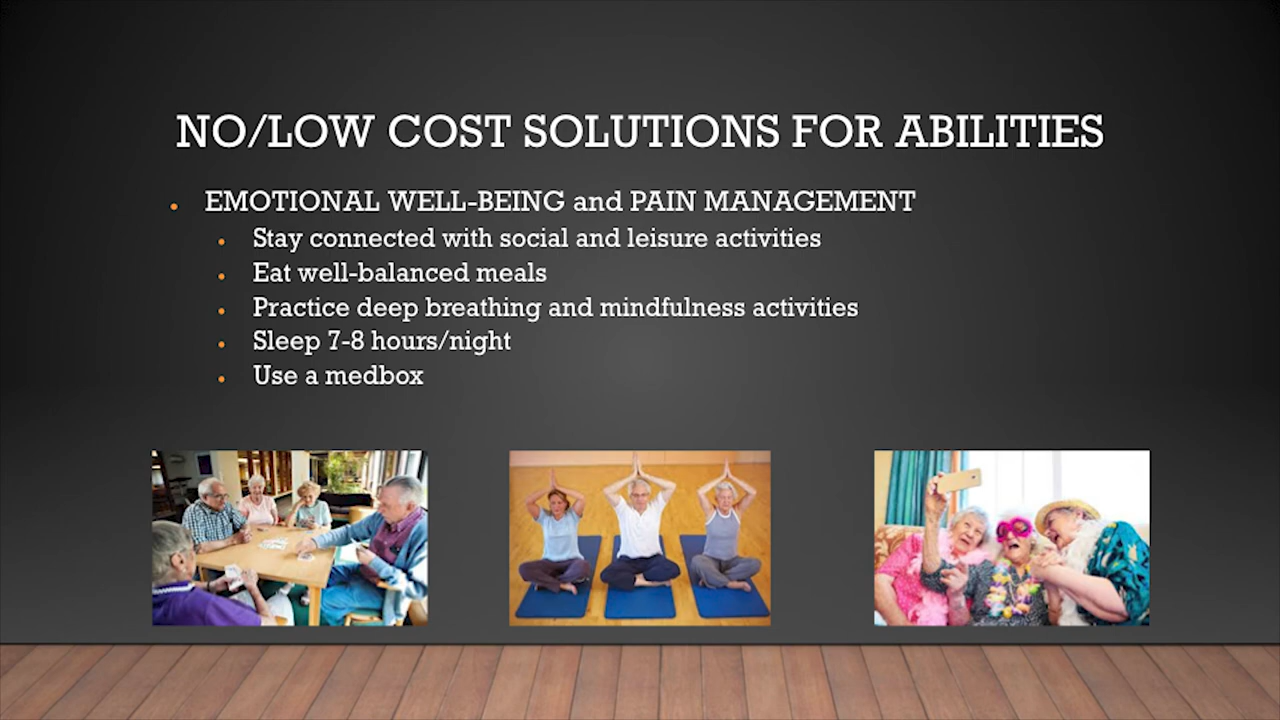 NO/LOW COST SOLUTIONS FOR ABILITIES
EMOTIONAL WELL-BEING and PAIN MANAGEMENT
Stay connected with social and leisure activities
Eat well-balanced meals
Practice deep breathing and mindfulness activities
Sleep 7-8 hours/night
Use a medbox